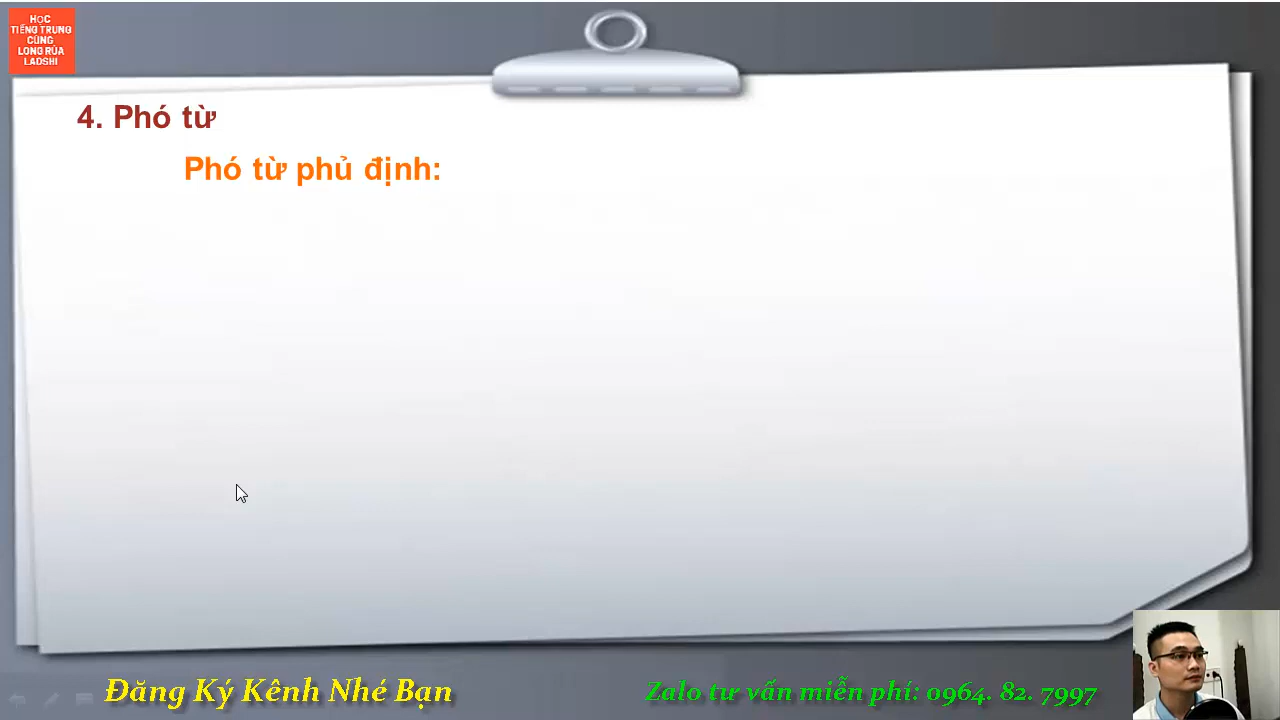 HỌC
TIẾNG TRUNG
CÙNG
LONG RÙA
LAOSHI
4. Phó từ
Phó từ phủ định:
Đăng Ký Kênh Nhé Bạn
Zalo tư vấn miễn phí: 0964. 82. 7997